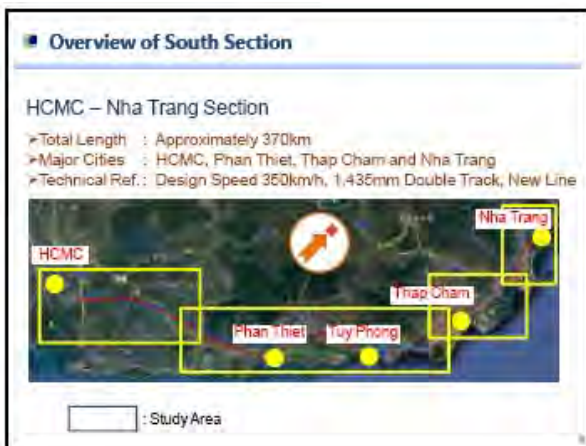 Overview of South Section
HCMC – Nha Trang Section
➢Total Length : Approximately 370km
➢Major Cities : HCMC, Phan Thiet, Thap Cham and Nha Trang
➢Technical Ref.: Design Speed 350km/h, 1.435mm Double Track, New Line
Nha Trang
HCMC
Thap Cham
Phan Thiet
Tuy Phong
: Study Area